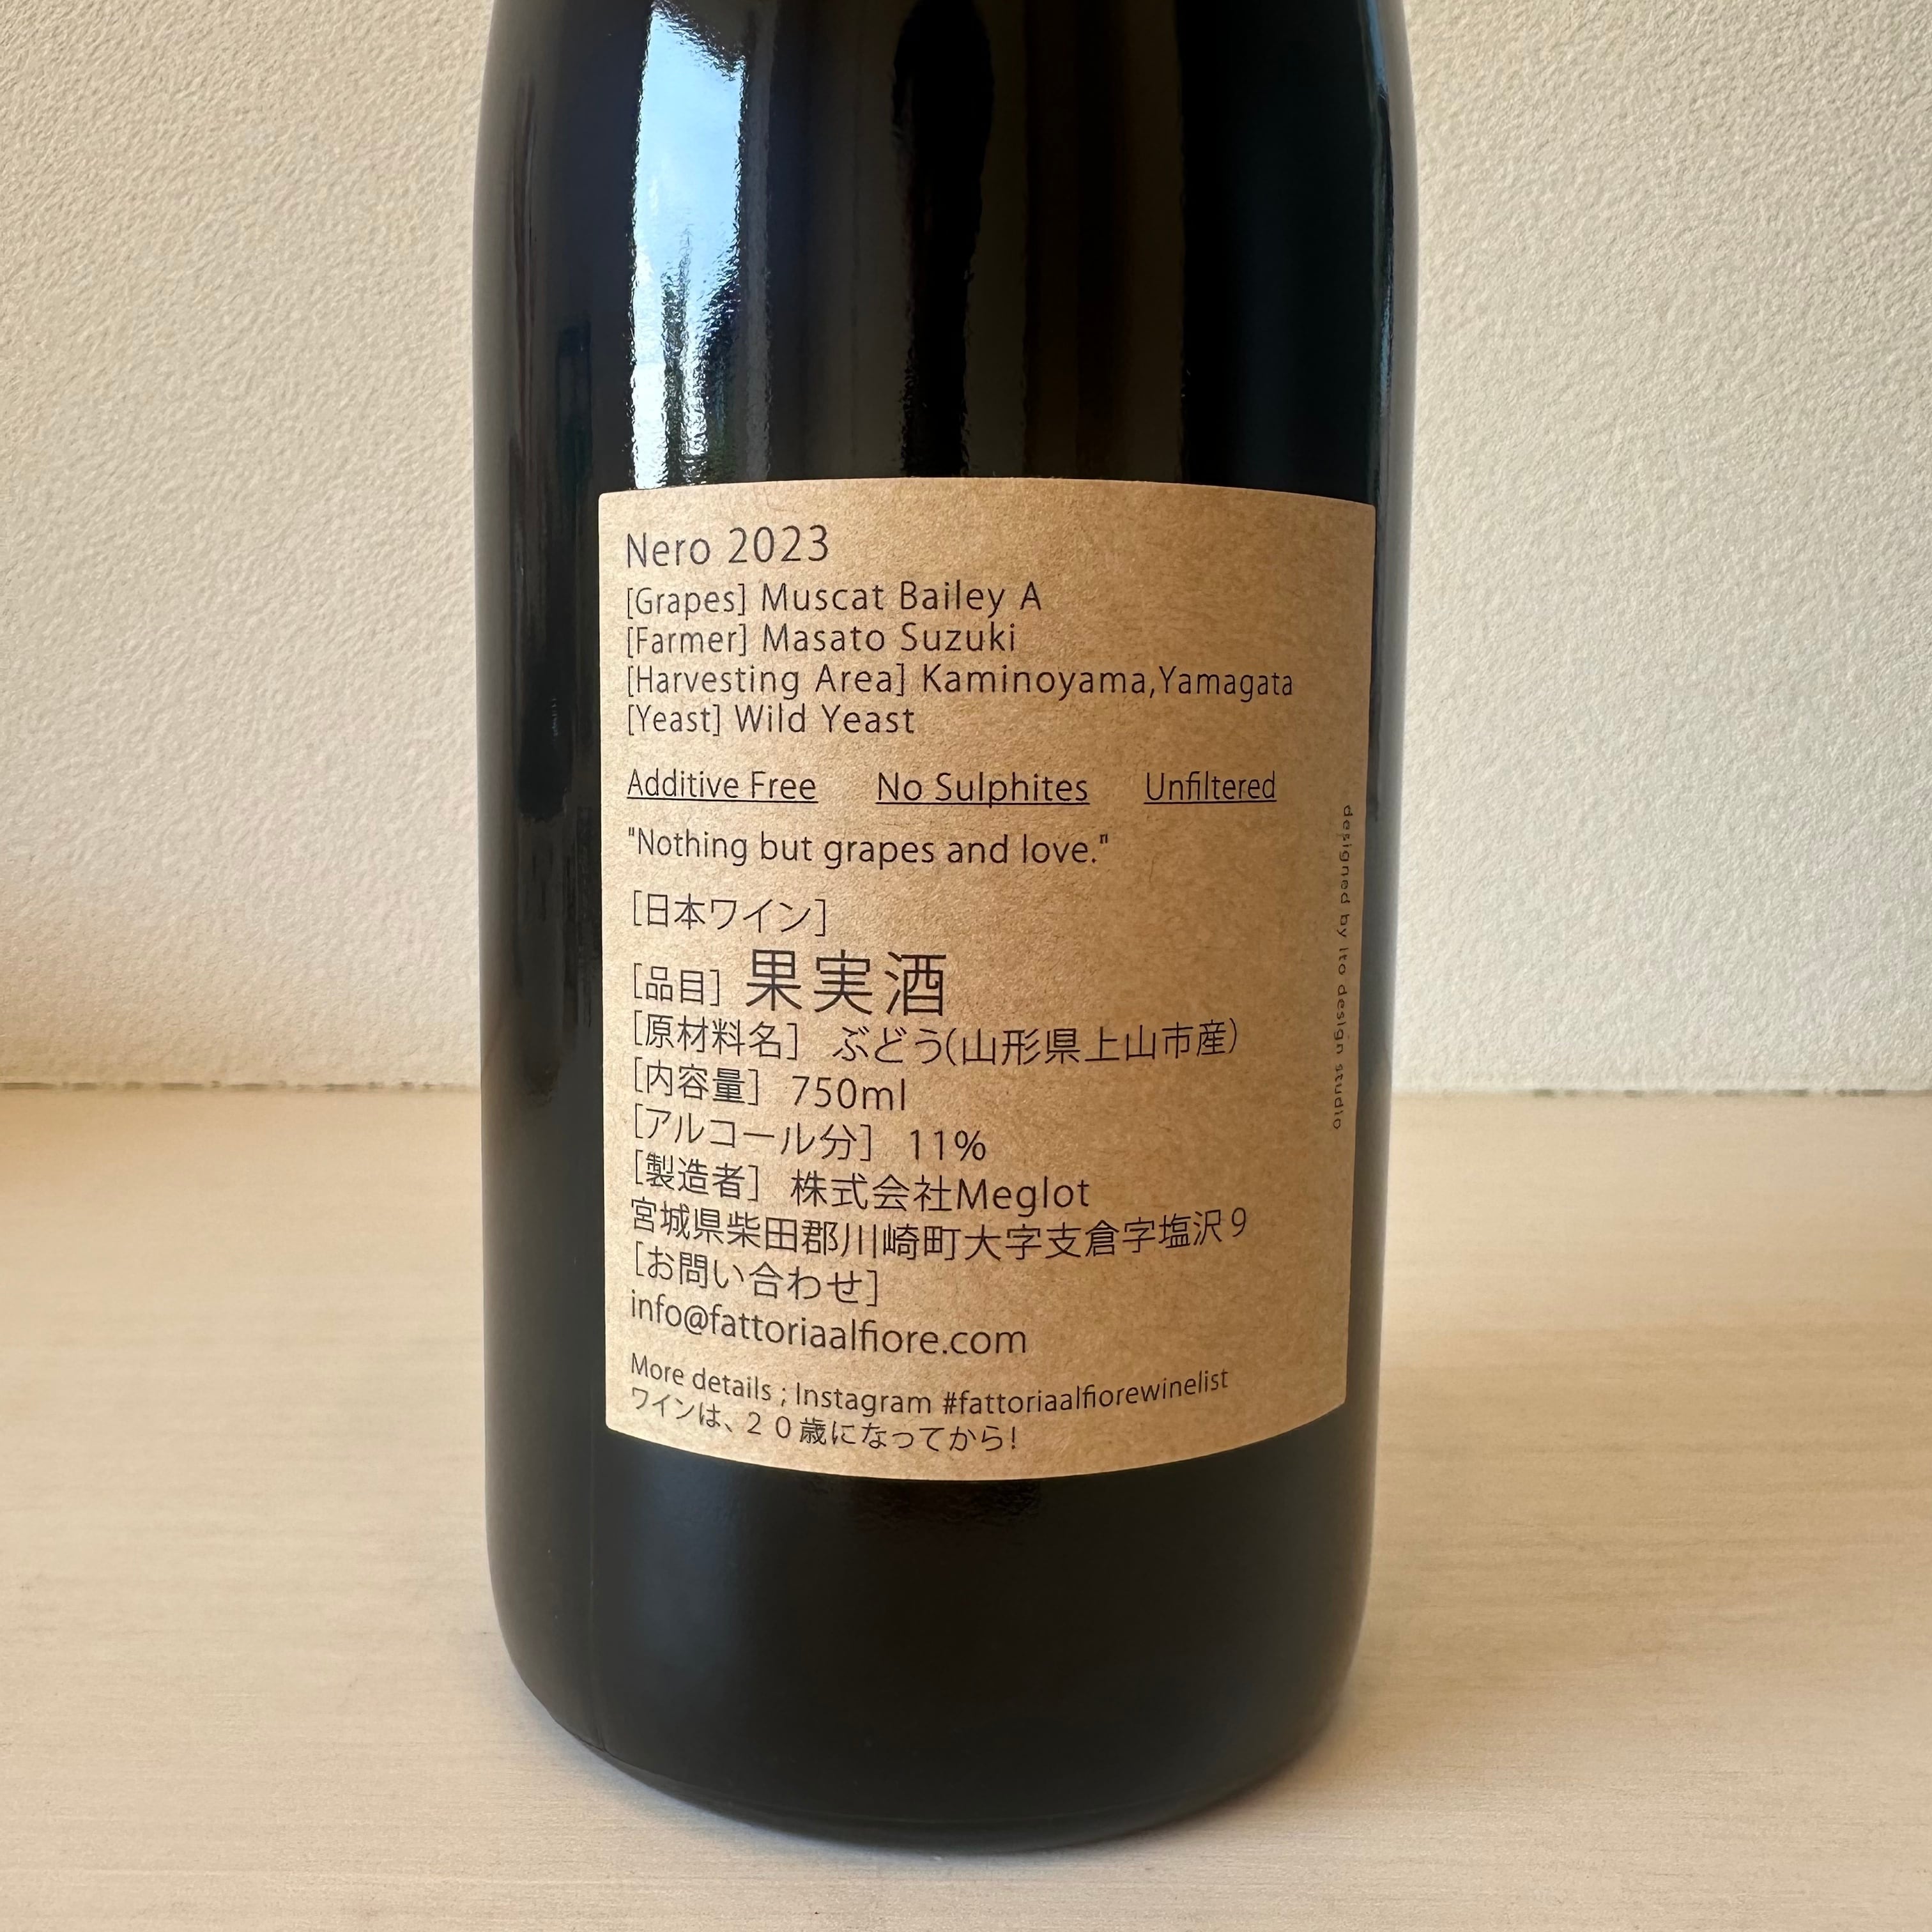 Nero 2023
[Grapes] Muscat Bailey A
[Farmer] Masato Suzuki
[Harvesting Area] Kaminoyama,Yamagata
[Yeast] Wild Yeast
Additive Free No Sulphites Unfiltered
"Nothing but grapes and love."
[日本ワイン]
[品目] 果実酒
[原材料名] ぶどう(山形県上山市産)
[内容量] 750ml
[アルコール分] 11%
[製造者] 株式会社Meglot
宮城県柴田郡川崎町大字支倉字塩沢9
[お問い合わせ]
info@fattoriaalfiore.com
More details ; Instagram #fattoriaalfiorewinelist
ワインは、20歳になってから!
designed by Ito design studio